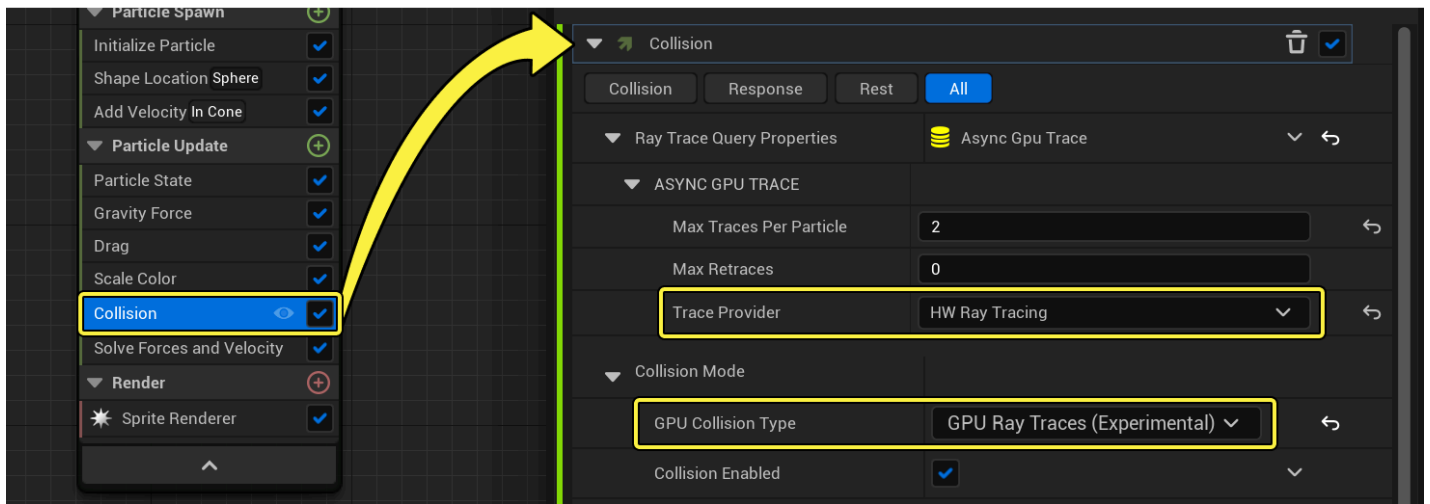 Particle Spawn
Initialize Particle
Shape Location Sphere
Add Velocity In Cone
Particle Update
Particle State
Gravity Force
Drag
Scale Color
Collision
Solve Forces and Velocity
Render
Sprite Renderer
Collision
Collision Response Rest All
Ray Trace Query Properties Async Gpu Trace
ASYNC GPU TRACE
Max Traces Per Particle 2
Max Retraces 0
Trace Provider HW Ray Tracing
Collision Mode
GPU Collision Type GPU Ray Traces (Experimental)
Collision Enabled